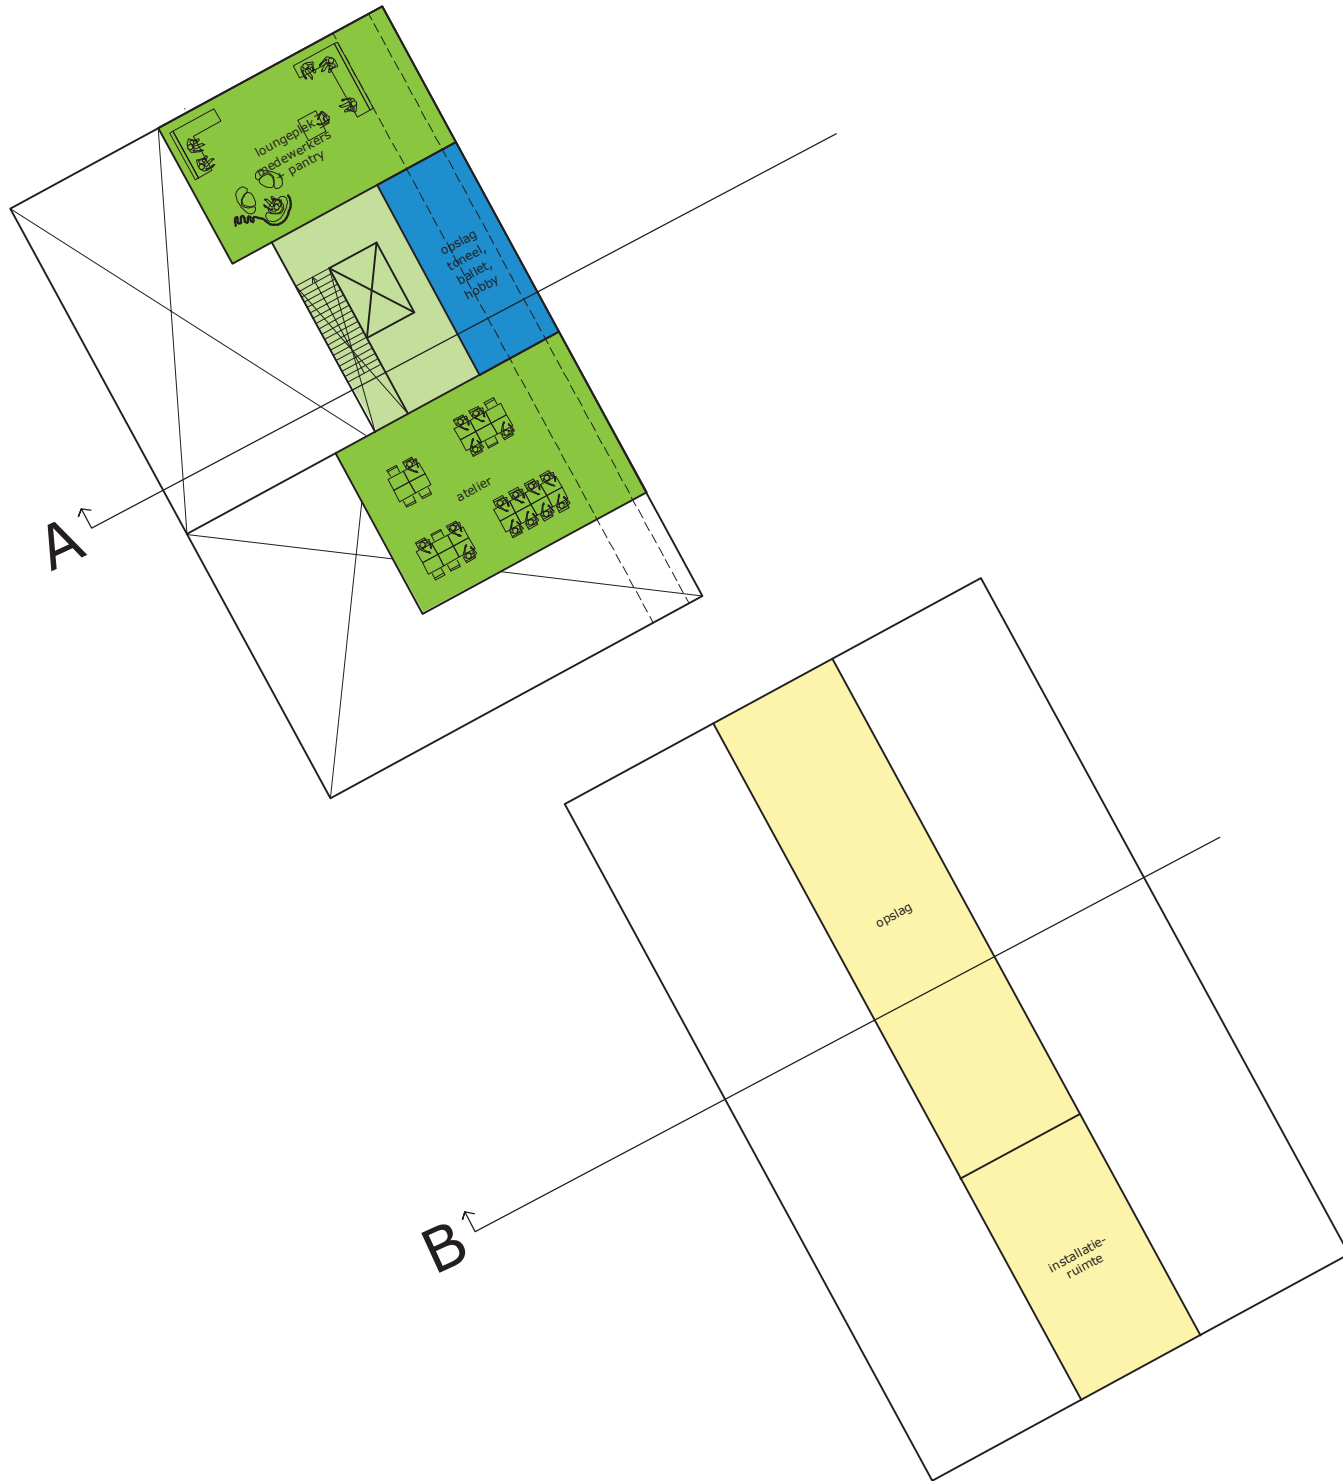 loungeplek
medewerkers
+ pantry
opslag
toneel,
ballet,
hobby
atelier
A
opslag
installatie-
ruimte
B